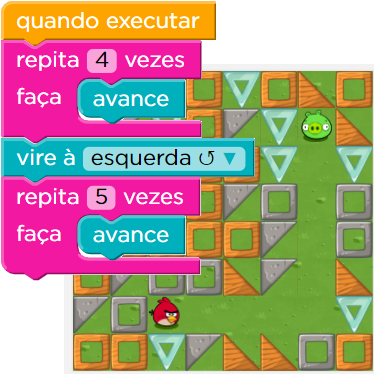 quando executar
repita 4 vezes
faça avance
vire à esquerda ↺ ▼
repita 5 vezes
faça avance